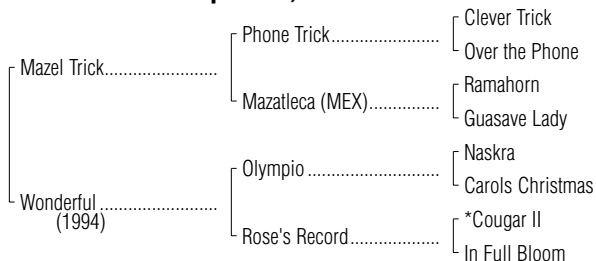 Clever Trick
Phone Trick
Over the Phone
Mazel Trick
Ramahorn
Mazatleca (MEX)
Guasave Lady
Naskra
Olympio
Carols Christmas
Wonderful
(1994)
*Cougar II
Rose's Record
In Full Bloom